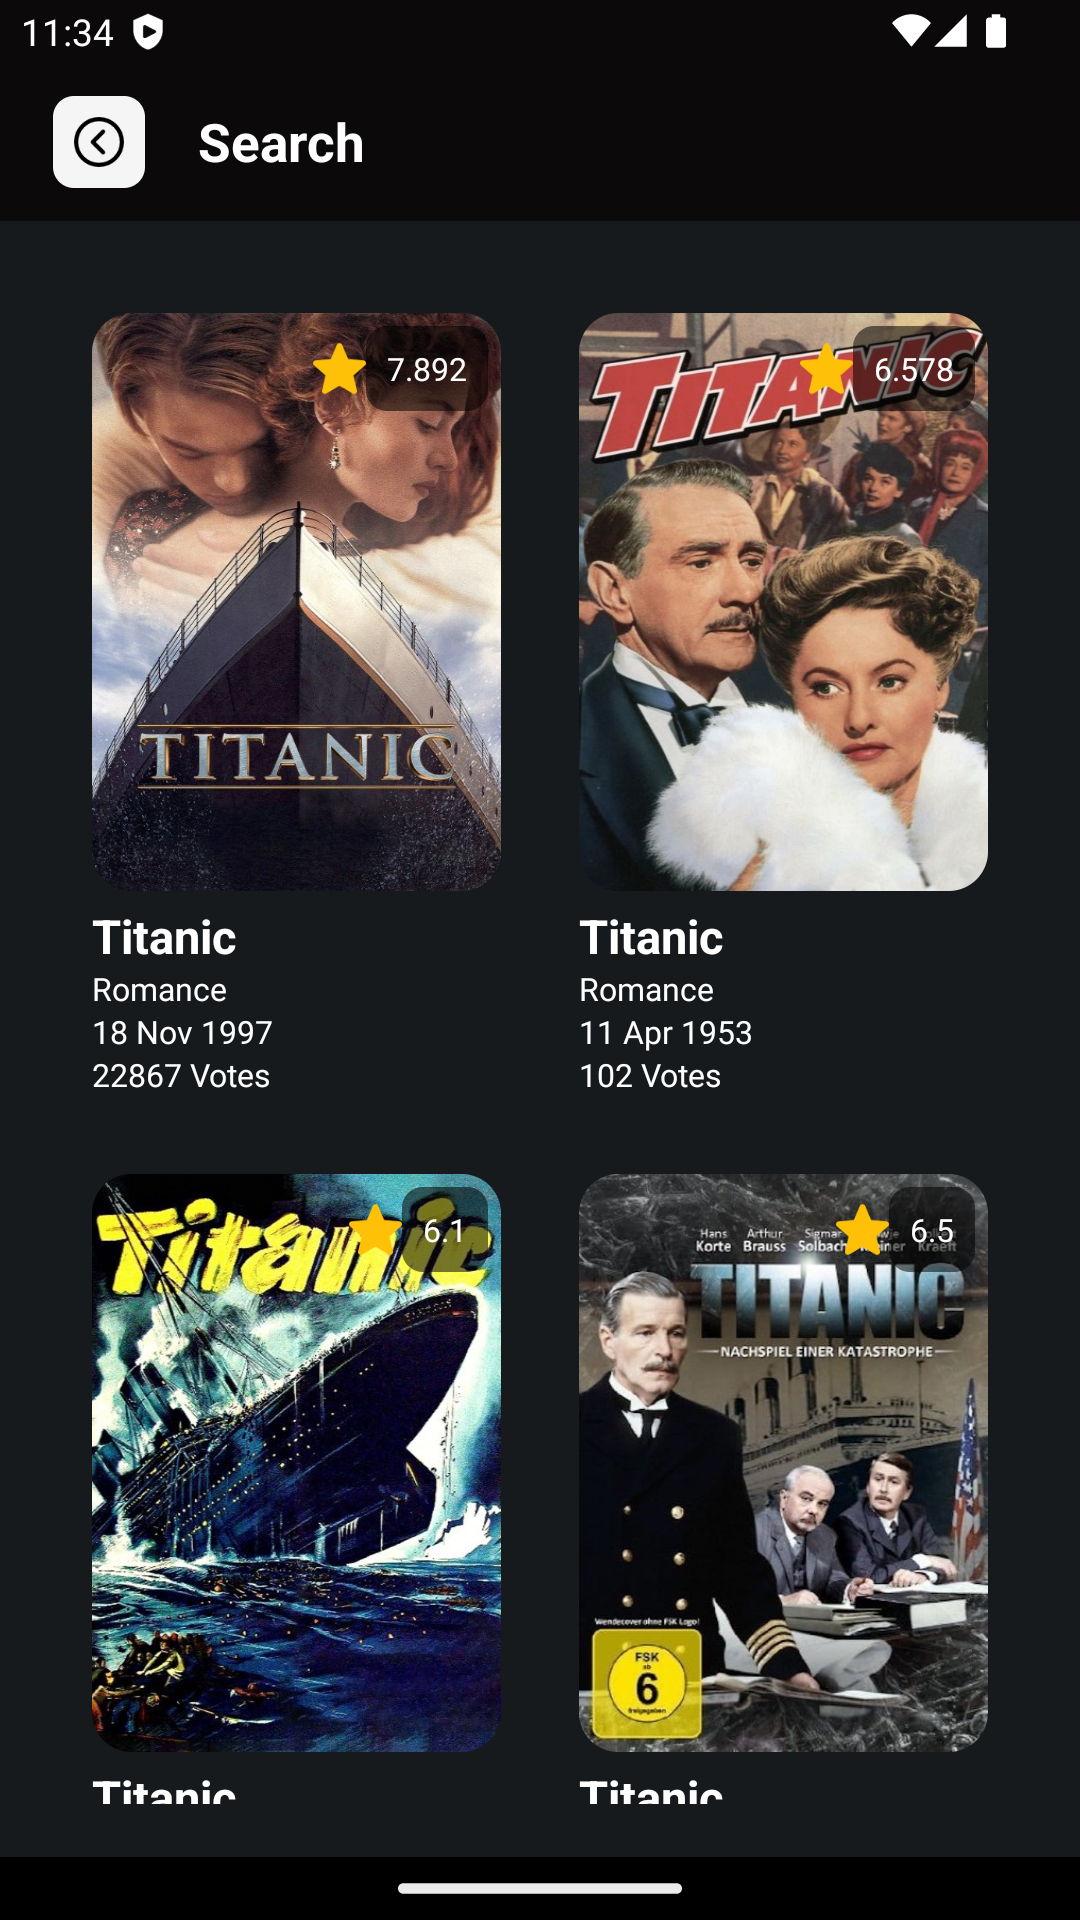 11:34
Search
7.892
TITANIC
Titanic
Romance
18 Nov 1997
22867 Votes
6.578
TITANIC
Titanic
Romance
11 Apr 1953
102 Votes
6.1
Titanic
Titanic
6.5
Hans Arthur Sigmar
Korte Brauss Solbach Kraeft
TITANIC
NACHSPIEL EINER KATASTROPHE
Wendecover ohne FSK Logo!
FSK
ab
6
freigegeben
Titanic